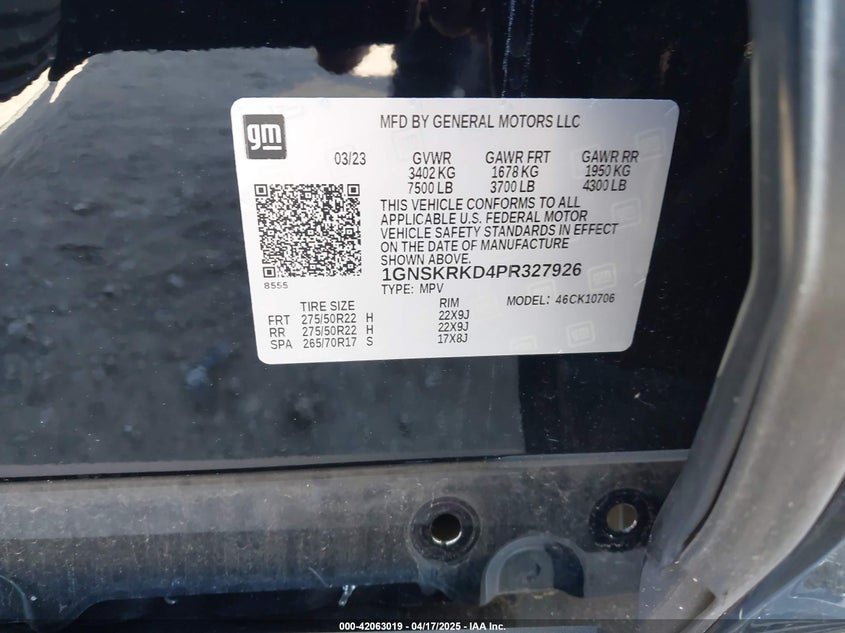 gm
MFD BY GENERAL MOTORS LLC
03/23 GVWR GAWR FRT GAWR RR
3402 KG 1678 KG 1950 KG
7500 LB 3700 LB 4300 LB
THIS VEHICLE CONFORMS TO ALL
APPLICABLE U.S. FEDERAL MOTOR
VEHICLE SAFETY STANDARDS IN EFFECT
ON THE DATE OF MANUFACTURE
SHOWN ABOVE.
1GNSKRKD4PR327926
8555
TYPE: MPV MODEL: 46CK10706
TIRE SIZE RIM
FRT 275/50R22 H 22X9J
RR 275/50R22 H 22X9J
SPA 265/70R17 S 17X8J
000-42063019 - 04/17/2025 - IAA Inc.